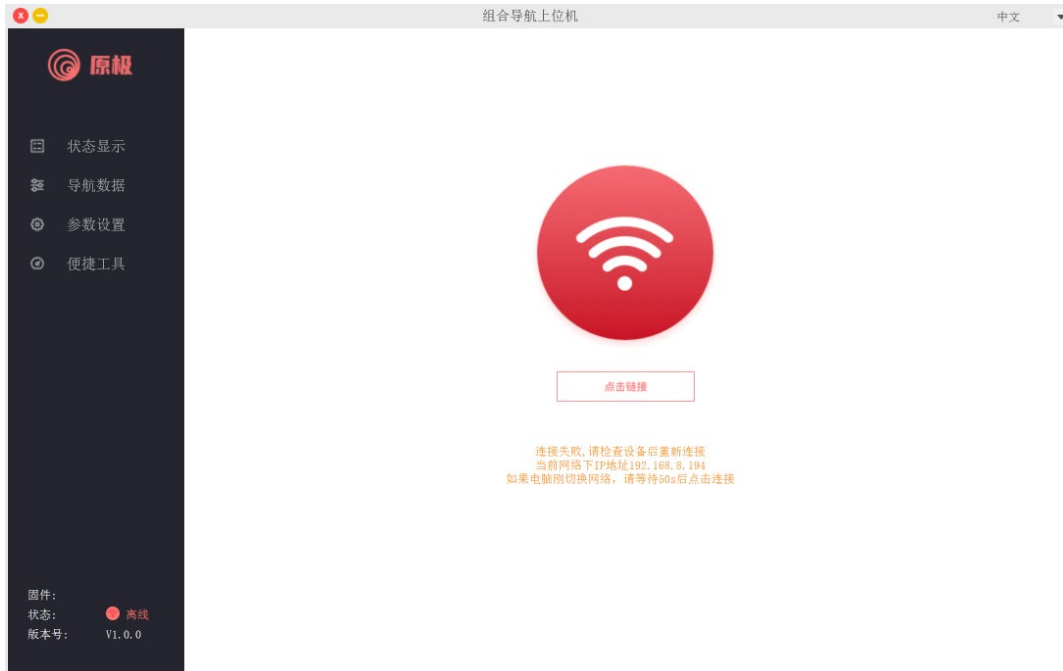 组合导航上位机
中文
原极
状态显示
导航数据
参数设置
便捷工具
点击链接
连接失败,请检查设备后重新连接
当前网络下IP地址192.168.8.194
如果电脑刚切换网络，请等待50s后点击连接
固件:
状态: 离线
版本号: V1.0.0